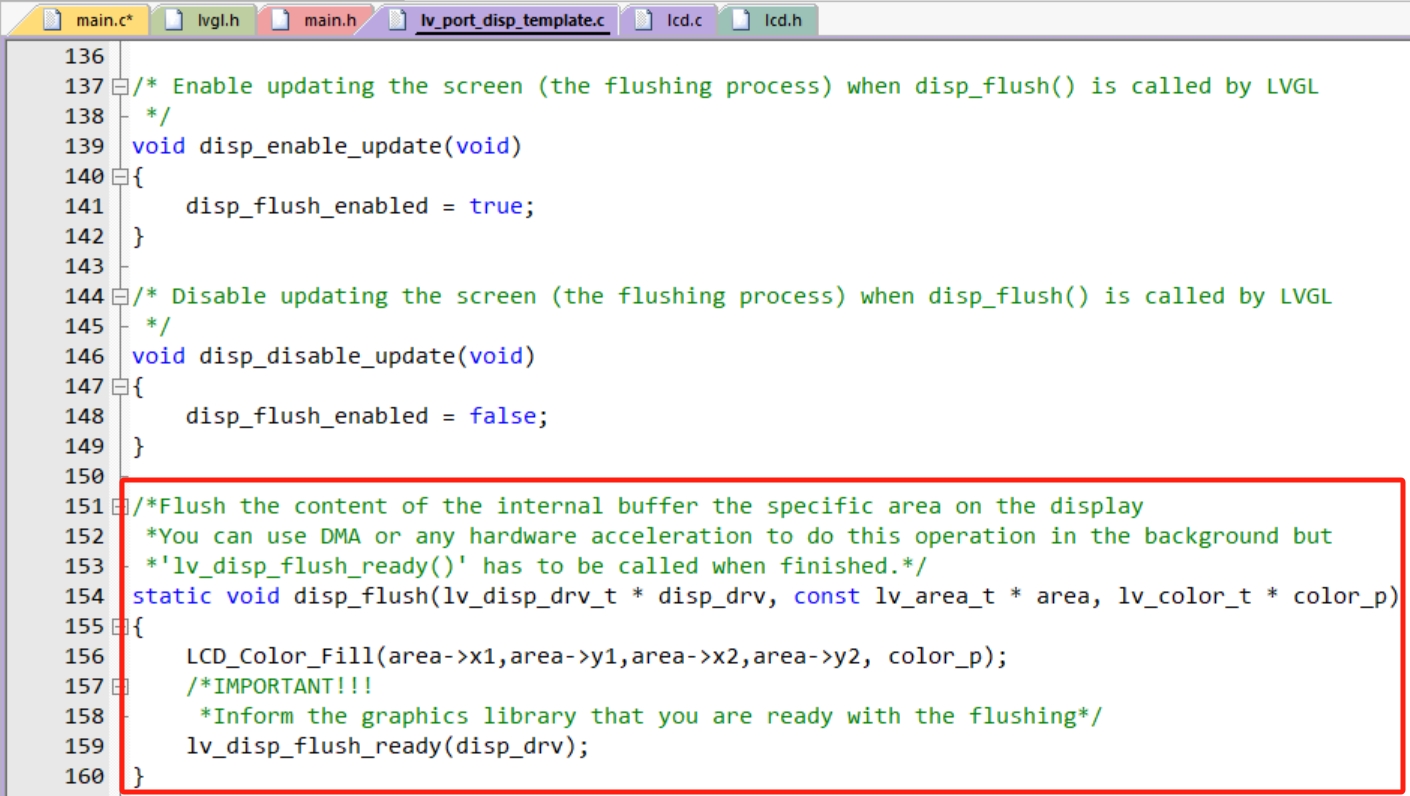 main.c* lvgl.h main.h lv_port_disp_template.c lcd.c lcd.h
136
137 /* Enable updating the screen (the flushing process) when disp_flush() is called by LVGL
138  */
139 void disp_enable_update(void)
140 {
141     disp_flush_enabled = true;
142 }
143
144 /* Disable updating the screen (the flushing process) when disp_flush() is called by LVGL
145  */
146 void disp_disable_update(void)
147 {
148     disp_flush_enabled = false;
149 }
150
151 /*Flush the content of the internal buffer the specific area on the display
152  *You can use DMA or any hardware acceleration to do this operation in the background but
153  *'lv_disp_flush_ready()' has to be called when finished.*/
154 static void disp_flush(lv_disp_drv_t * disp_drv, const lv_area_t * area, lv_color_t * color_p)
155 {
156     LCD_Color_Fill(area->x1,area->y1,area->x2,area->y2, color_p);
157     /*IMPORTANT!!!
158      *Inform the graphics library that you are ready with the flushing*/
159     lv_disp_flush_ready(disp_drv);
160 }